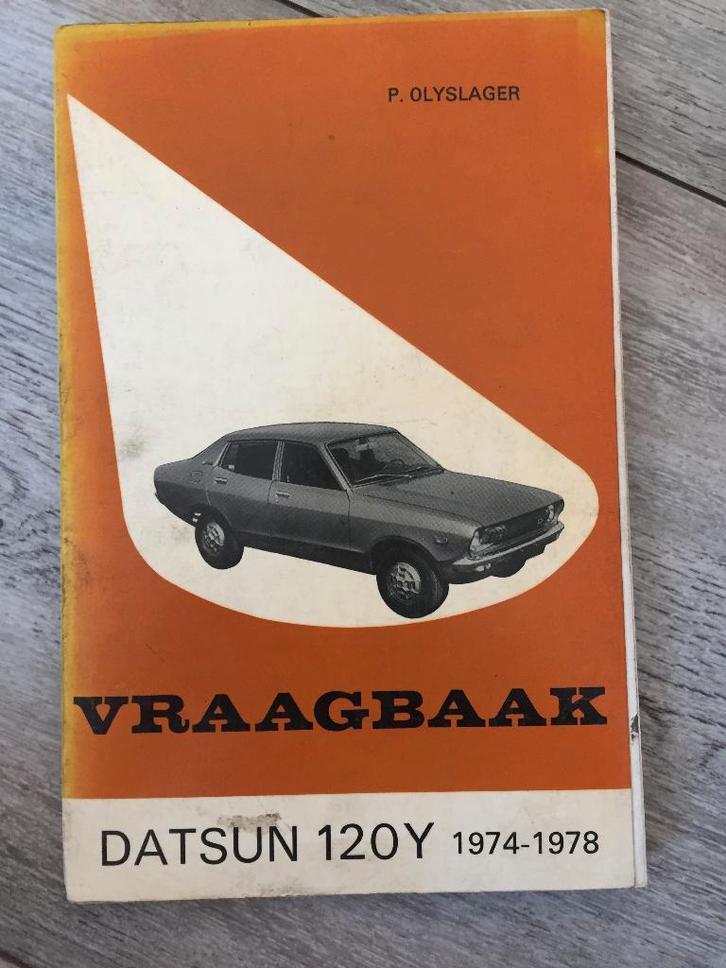 P. OLYSLAGER
VRAAGBAAK
DATSUN 120Y 1974-1978